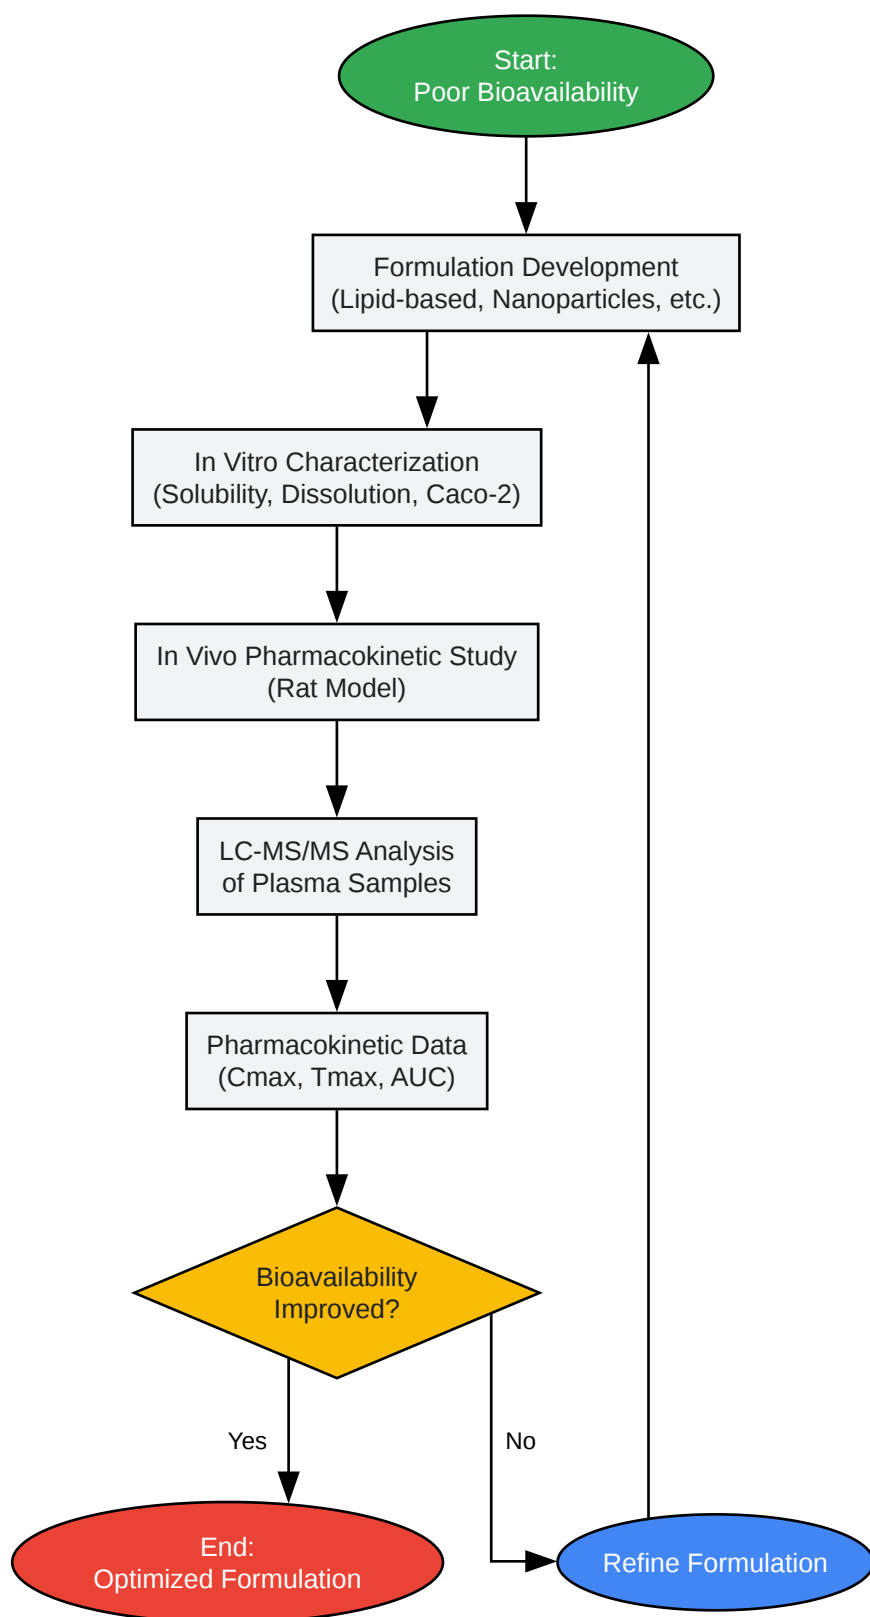 Start:
Poor Bioavailability
Formulation Development
(Lipid-based, Nanoparticles, etc.)
In Vitro Characterization
(Solubility, Dissolution, Caco-2)
In Vivo Pharmacokinetic Study
(Rat Model)
LC-MS/MS Analysis
of Plasma Samples
Pharmacokinetic Data
(Cmax, Tmax, AUC)
Bioavailability
Improved?
Yes
No
End:
Optimized Formulation
Refine Formulation